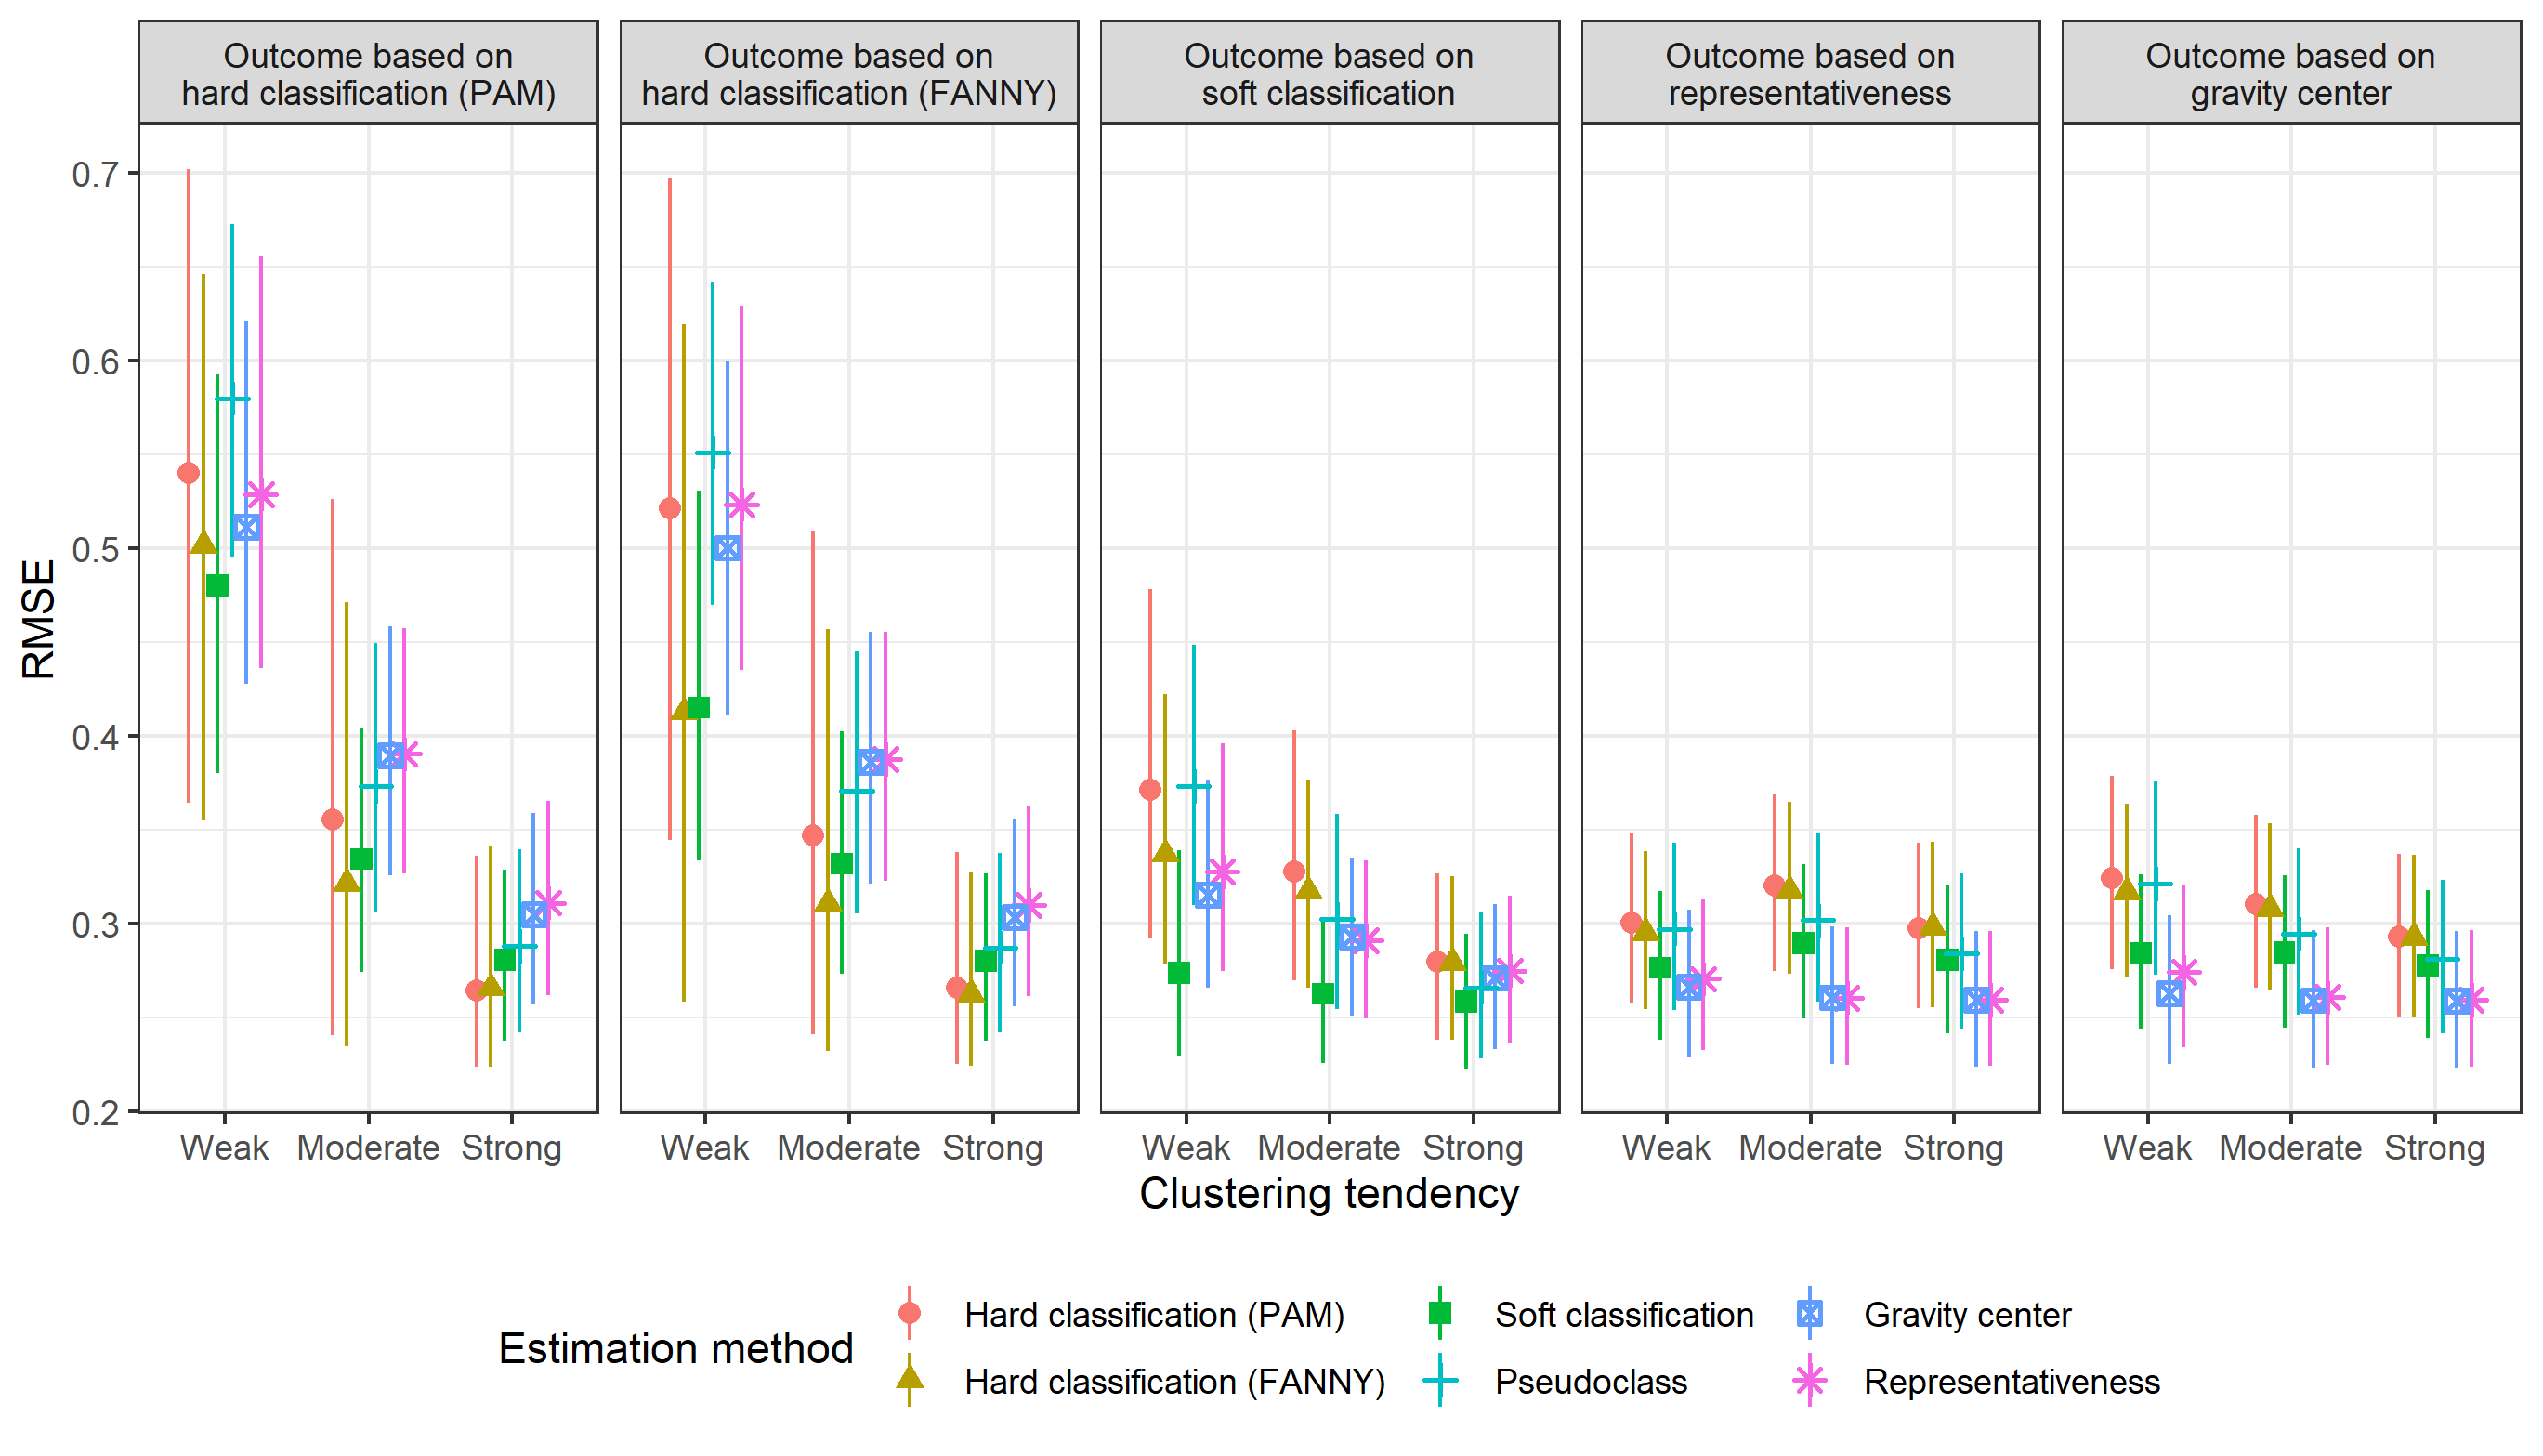 Outcome based on
hard classification (PAM)
Outcome based on
hard classification (FANNY)
Outcome based on
soft classification
Outcome based on
representativeness
Outcome based on
gravity center
RMSE
0.7
0.6
0.5
0.4
0.3
0.2
Weak Moderate Strong
Weak Moderate Strong
Weak Moderate Strong
Weak Moderate Strong
Weak Moderate Strong
Clustering tendency
Estimation method
Hard classification (PAM)
Hard classification (FANNY)
Soft classification
Pseudoclass
Gravity center
Representativeness